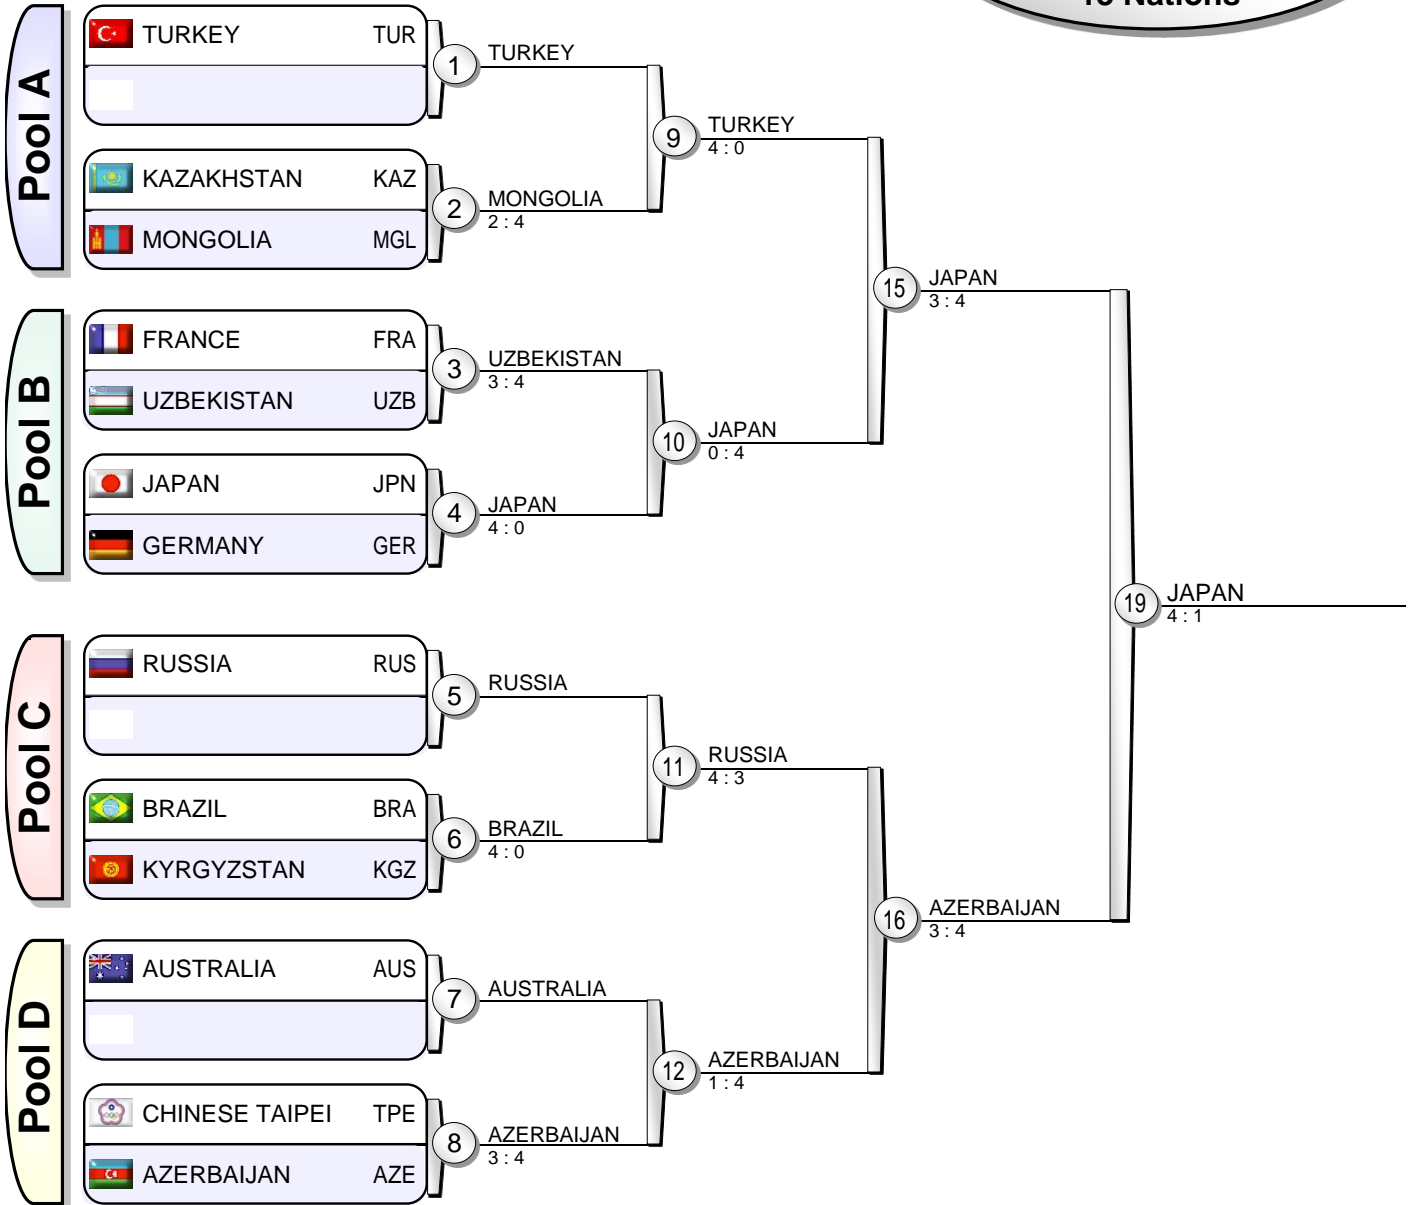 Pool A
TURKEY TUR
KAZAKHSTAN KAZ
MONGOLIA MGL
Pool B
FRANCE FRA
UZBEKISTAN UZB
JAPAN JPN
GERMANY GER
Pool C
RUSSIA RUS
BRAZIL BRA
KYRGYZSTAN KGZ
Pool D
AUSTRALIA AUS
CHINESE TAIPEI TPE
AZERBAIJAN AZE
1 TURKEY
2 MONGOLIA
2 : 4
3 UZBEKISTAN
3 : 4
4 JAPAN
4 : 0
5 RUSSIA
6 BRAZIL
4 : 0
7 AUSTRALIA
8 AZERBAIJAN
3 : 4
9 TURKEY
4 : 0
10 JAPAN
0 : 4
11 RUSSIA
4 : 3
12 AZERBAIJAN
1 : 4
15 JAPAN
3 : 4
16 AZERBAIJAN
3 : 4
19 JAPAN
4 : 1